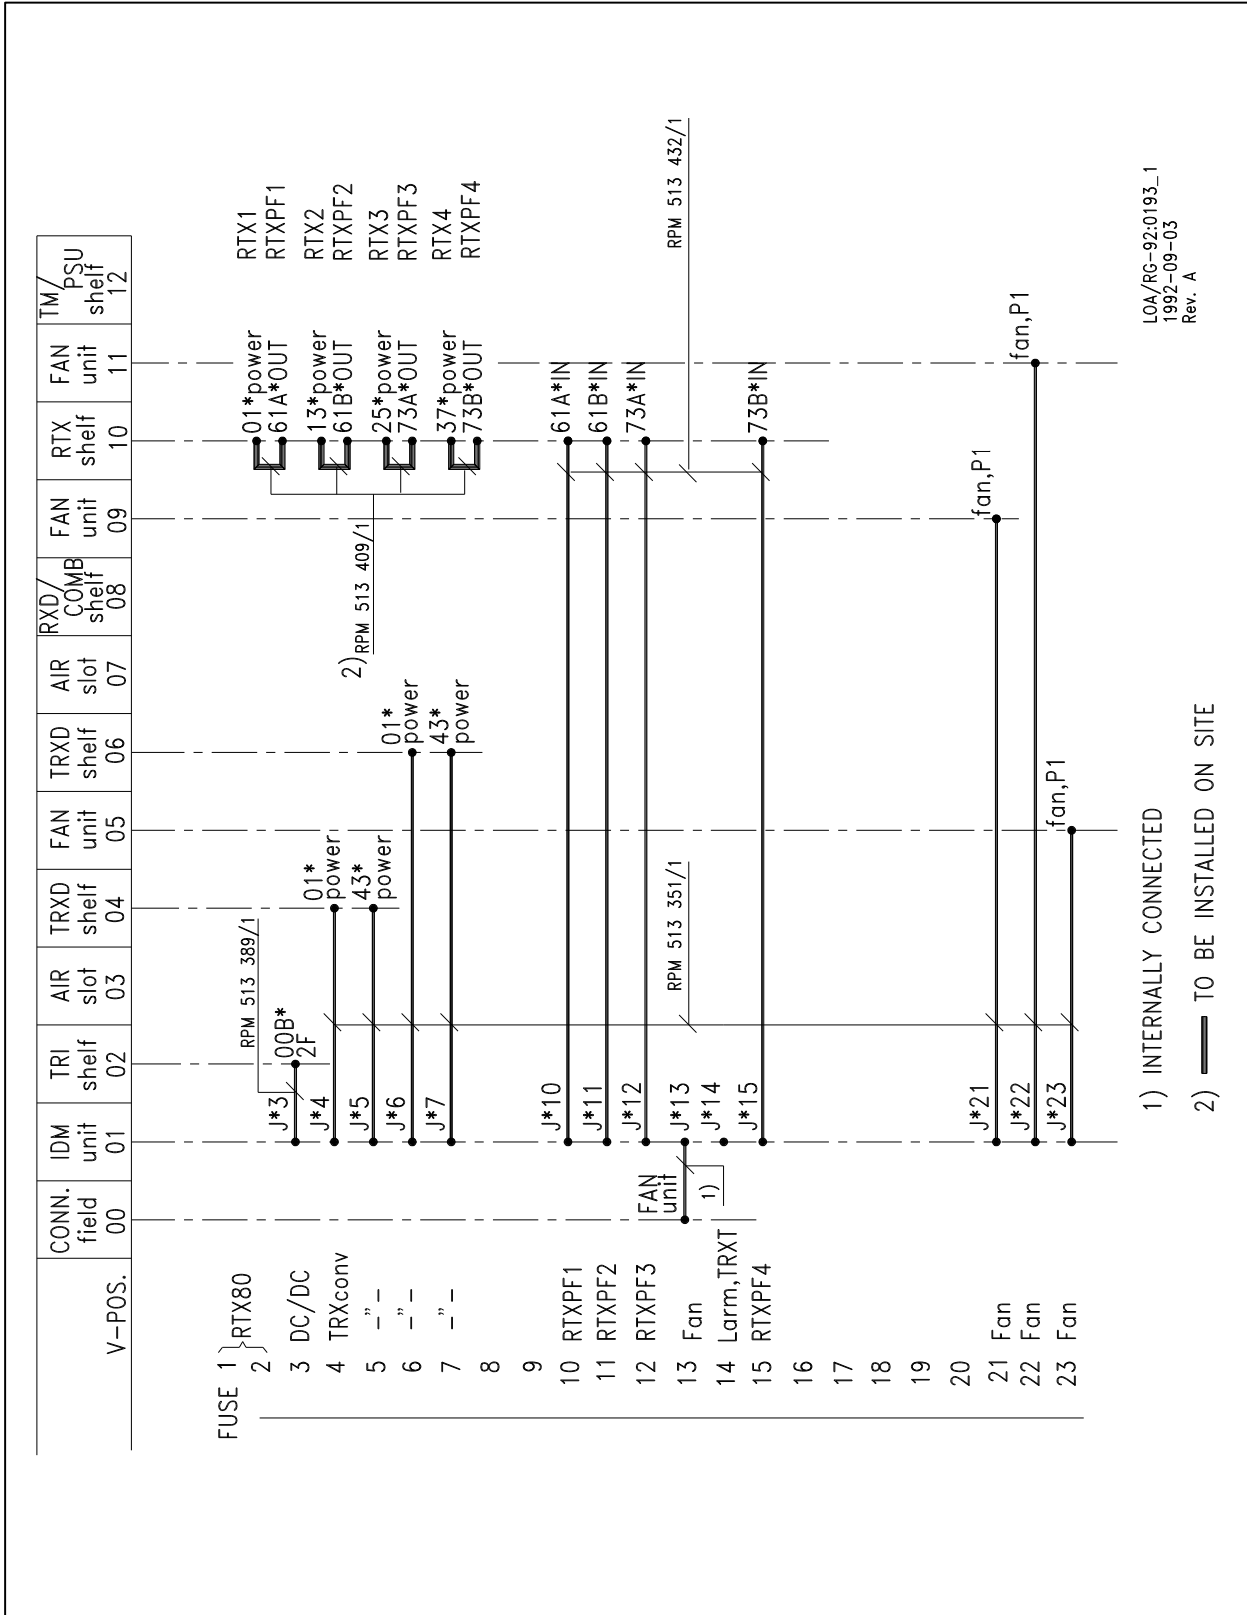 V-POS.
CONN. field 00
IDM unit 01
TRI shelf 02
AIR slot 03
TRXD shelf 04
FAN unit 05
TRXD shelf 06
AIR slot 07
RXD/ COMB shelf 08
FAN unit 09
RTX shelf 10
FAN unit 11
TM/ PSU shelf 12
FUSE
1
2
RTX80
3 DC/DC
4 TRXconv
5 -"-
6 -"-
7 -"-
8
9
10 RTXPF1
11 RTXPF2
12 RTXPF3
13 Fan
14 Larm,TRXT
15 RTXPF4
16
17
18
19
20
21 Fan
22 Fan
23 Fan
RPM 513 389/1
J*3
00B*
2F
J*4
01*
power
J*5
43*
power
J*6
01*
power
J*7
43*
power
2) RPM 513 409/1
01*power
RTX1
61A*OUT
RTXPF1
13*power
RTX2
61B*OUT
RTXPF2
25*power
RTX3
73A*OUT
RTXPF3
37*power
RTX4
73B*OUT
RTXPF4
J*10
61A*IN
J*11
61B*IN
J*12
73A*IN
FAN
unit
1)
J*13
RPM 513 351/1
RPM 513 432/1
J*14
J*15
73B*IN
J*21
fan,P1
J*22
fan,P1
J*23
fan,P1
1) INTERNALLY CONNECTED
2) TO BE INSTALLED ON SITE
LOA/RG-92:0193_1
1992-09-03
Rev. A